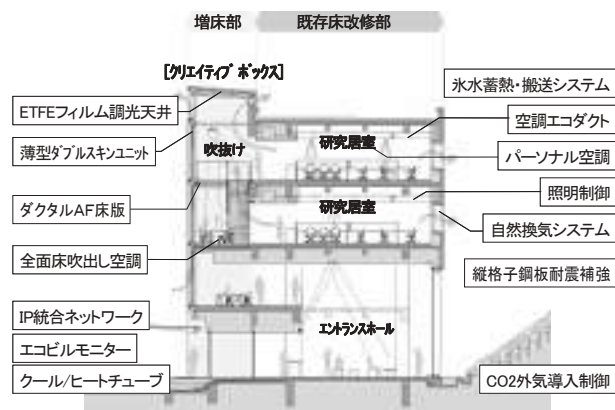 増床部
既存床改修部
[クリエイティブ ボックス]
ETFEフィルム調光天井
薄型ダブルスキンユニット
ダクタルAF床版
全面床吹出し空調
IP統合ネットワーク
エコビルモニター
クール/ヒートチューブ
吹抜け
研究居室
研究居室
エントランスホール
氷水蓄熱・搬送システム
空調エコダクト
パーソナル空調
照明制御
自然換気システム
縦格子鋼板耐震補強
CO2外気導入制御